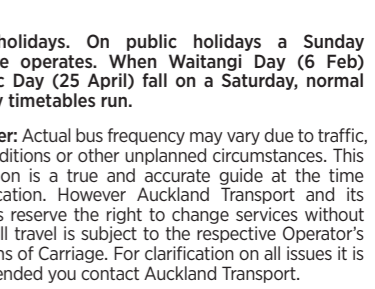 holidays. On public holidays a Sunday
e operates. When Waitangi Day (6 Feb)
c Day (25 April) fall on a Saturday, normal
y timetables run.
er: Actual bus frequency may vary due to traffic,
ditions or other unplanned circumstances. This
on is a true and accurate guide at the time
cation. However Auckland Transport and its
s reserve the right to change services without
ll travel is subject to the respective Operator's
ns of Carriage. For clarification on all issues it is
ended you contact Auckland Transport.